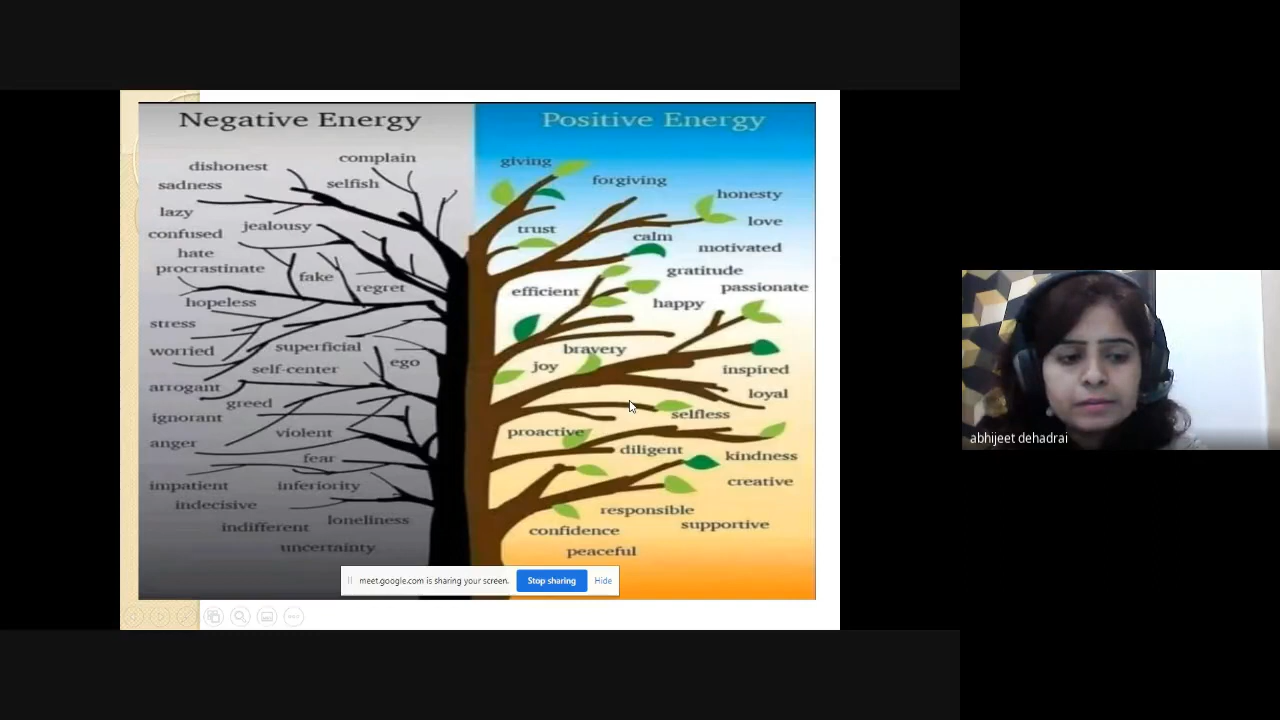 Negative Energy
Positive Energy
dishonest
complain
sadness
selfish
lazy
jealousy
confused
hate
procrastinate
fake
regret
hopeless
stress
superficial
worried
self-center
ego
arrogant
greed
ignorant
violent
anger
fear
impatient
inferiority
indecisive
loneliness
indifferent
uncertainty
giving
forgiving
honesty
trust
love
calm
motivated
gratitude
efficient
passionate
happy
bravery
joy
inspired
loyal
selfless
proactive
diligent
kindness
creative
responsible
supportive
confidence
peaceful
meet.google.com is sharing your screen.
Stop sharing
Hide
abhijeet dehadrai